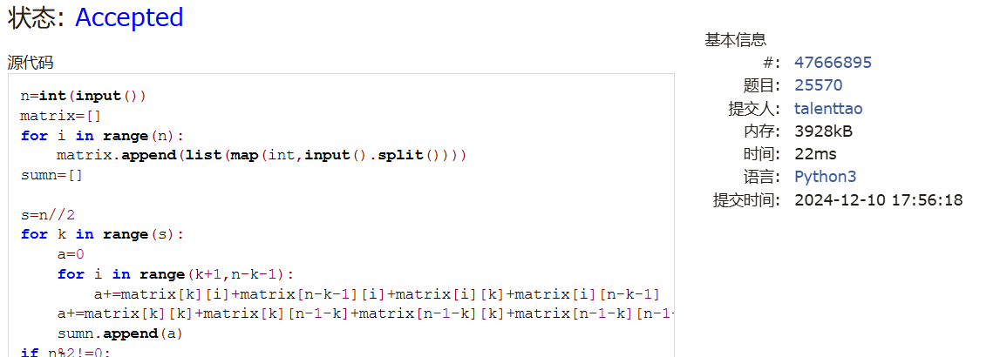 状态: Accepted
源代码
n=int(input())
matrix=[]
for i in range(n):
    matrix.append(list(map(int,input().split())))
sumn=[]
s=n//2
for k in range(s):
    a=0
    for i in range(k+1,n-k-1):
        a+=matrix[k][i]+matrix[n-k-1][i]+matrix[i][k]+matrix[i][n-k-1]
    a+=matrix[k][k]+matrix[k][n-1-k]+matrix[n-1-k][k]+matrix[n-1-k][n-1-
    sumn.append(a)
if n%2!=0:
基本信息
#: 47666895
题目: 25570
提交人: talenttao
内存: 3928kB
时间: 22ms
语言: Python3
提交时间: 2024-12-10 17:56:18